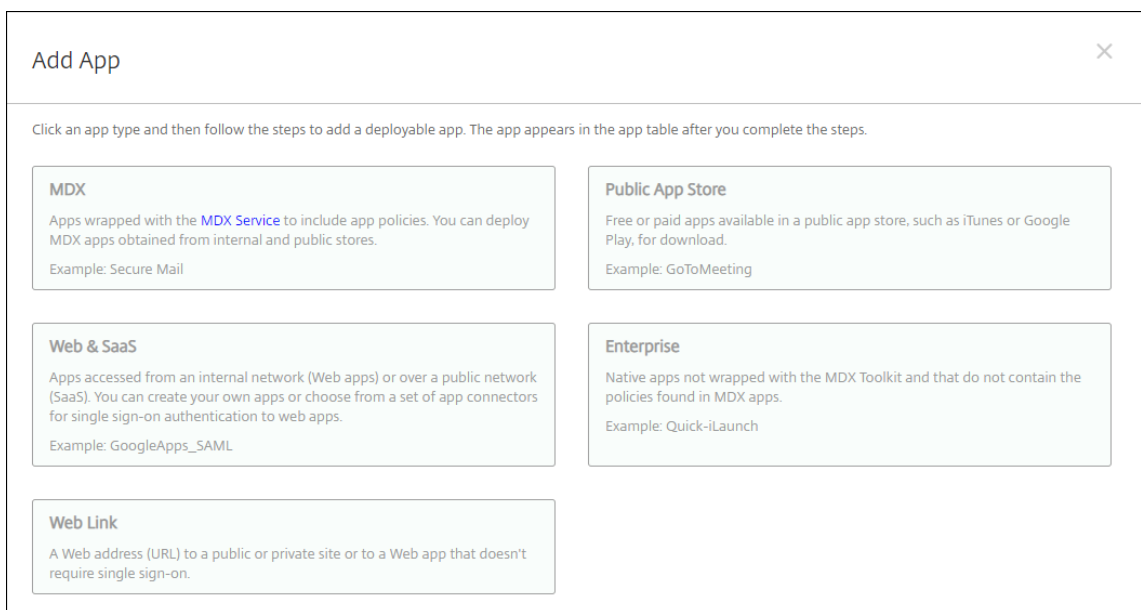 Add App
Click an app type and then follow the steps to add a deployable app. The app appears in the app table after you complete the steps.
MDX
Apps wrapped with the MDX Service to include app policies. You can deploy
MDX apps obtained from internal and public stores.
Example: Secure Mail
Public App Store
Free or paid apps available in a public app store, such as iTunes or Google
Play, for download.
Example: GoToMeeting
Web & SaaS
Apps accessed from an internal network (Web apps) or over a public network
(SaaS). You can create your own apps or choose from a set of app connectors
for single sign-on authentication to web apps.
Example: GoogleApps_SAML
Enterprise
Native apps not wrapped with the MDX Toolkit and that do not contain the
policies found in MDX apps.
Example: Quick-iLaunch
Web Link
A Web address (URL) to a public or private site or to a Web app that doesn't
require single sign-on.